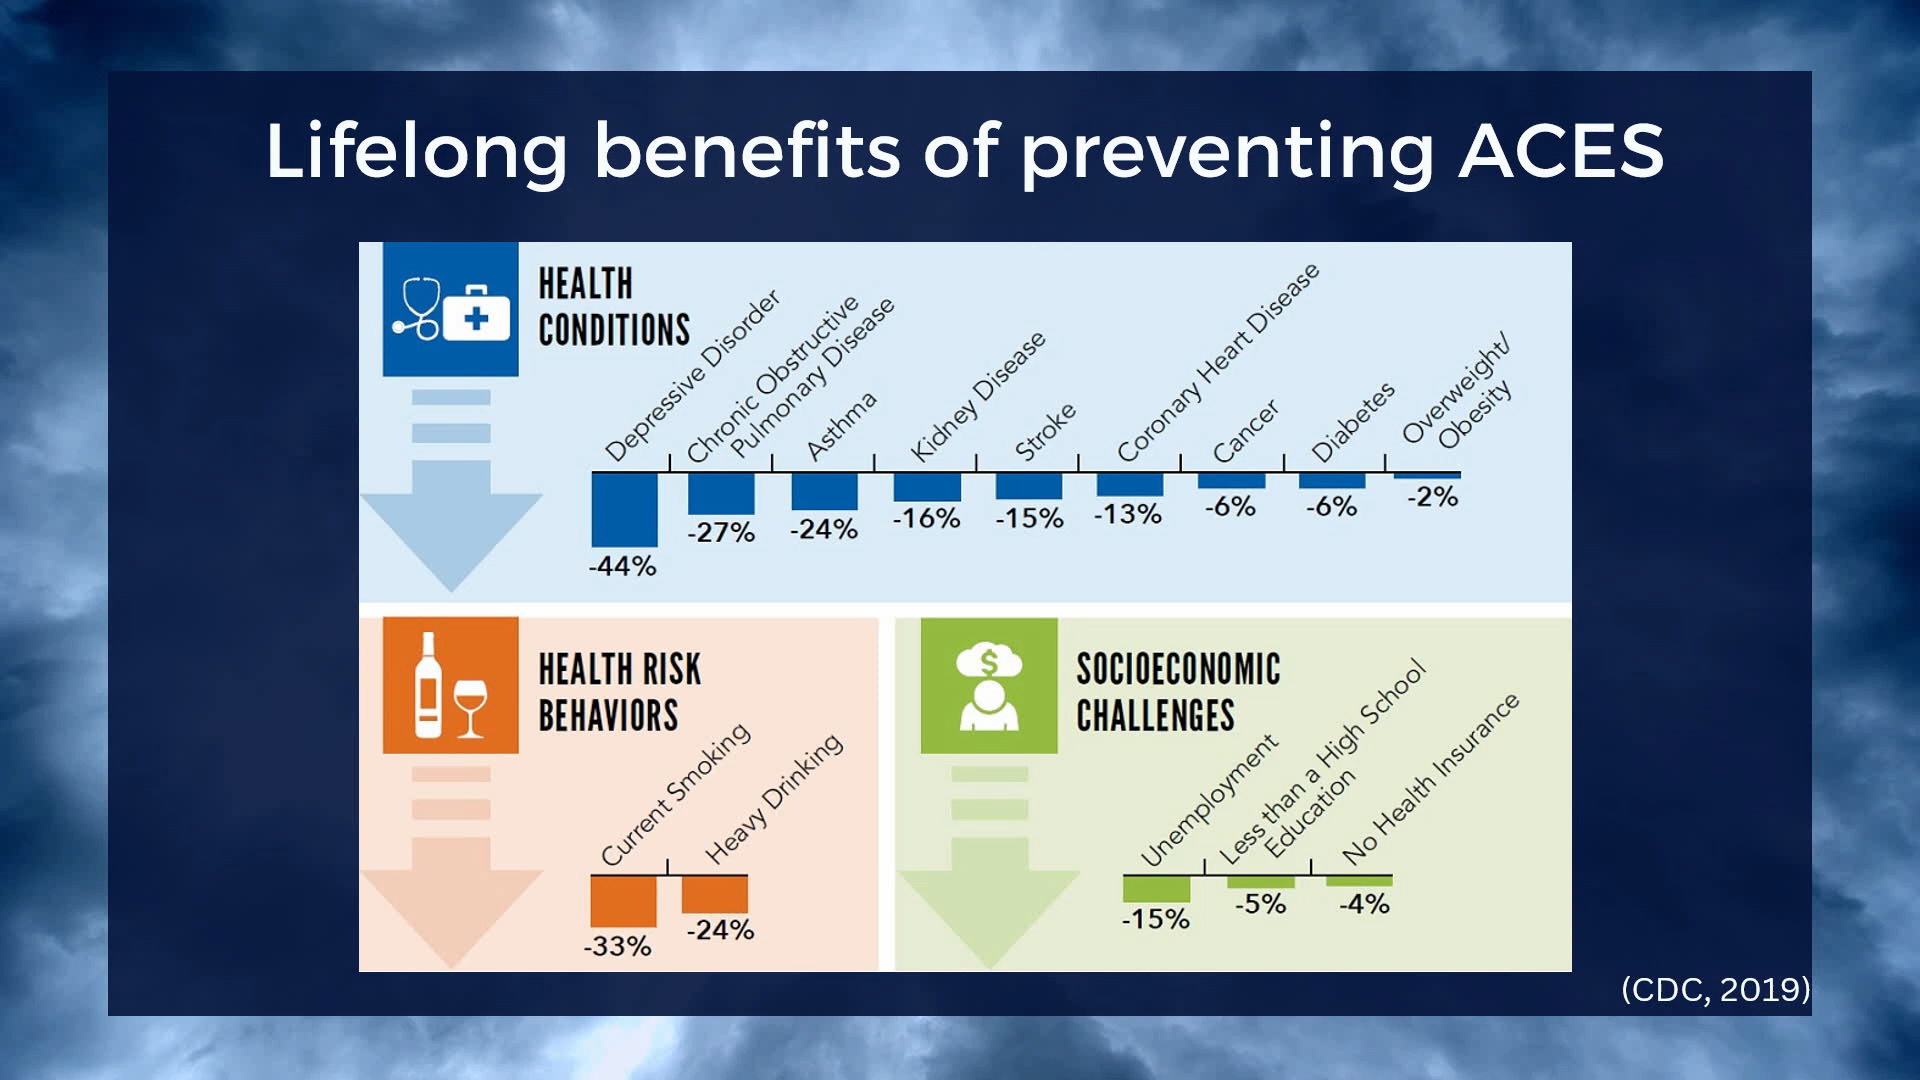 Lifelong benefits of preventing ACES
HEALTH
CONDITIONS
Depressive Disorder
Chronic Obstructive
Pulmonary Disease
Asthma
Kidney Disease
Stroke
Coronary Heart Disease
Cancer
Diabetes
Overweight/
Obesity
-44%
-27%
-24%
-16%
-15%
-13%
-6%
-6%
-2%
HEALTH RISK
BEHAVIORS
Current Smoking
Heavy Drinking
-33%
-24%
$
SOCIOECONOMIC
CHALLENGES
Unemployment
Less than a High School
Education
No Health Insurance
-15%
-5%
-4%
(CDC, 2019)